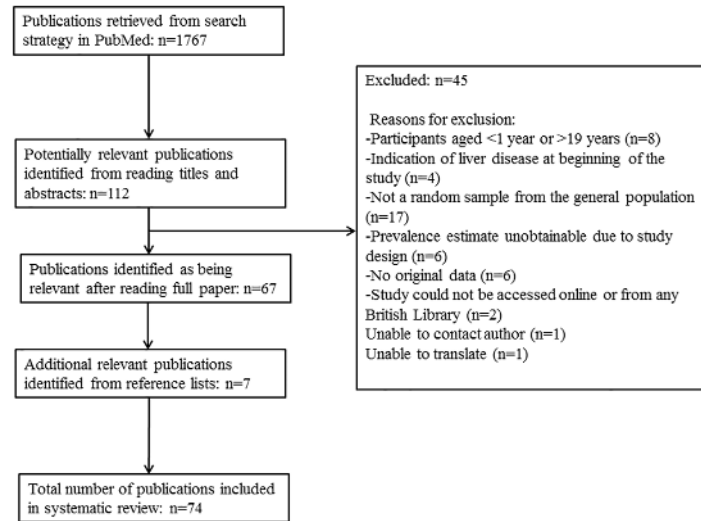 Publications retrieved from search
strategy in PubMed: n=1767
Potentially relevant publications
identified from reading titles and
abstracts: n=112
Excluded: n=45
Reasons for exclusion:
-Participants aged <1 year or >19 years (n=8)
-Indication of liver disease at beginning of the
study (n=4)
-Not a random sample from the general population
(n=17)
-Prevalence estimate unobtainable due to study
design (n=6)
-No original data (n=6)
-Study could not be accessed online or from any
British Library (n=2)
Unable to contact author (n=1)
Unable to translate (n=1)
Publications identified as being
relevant after reading full paper: n=67
Additional relevant publications
identified from reference lists: n=7
Total number of publications included
in systematic review: n=74